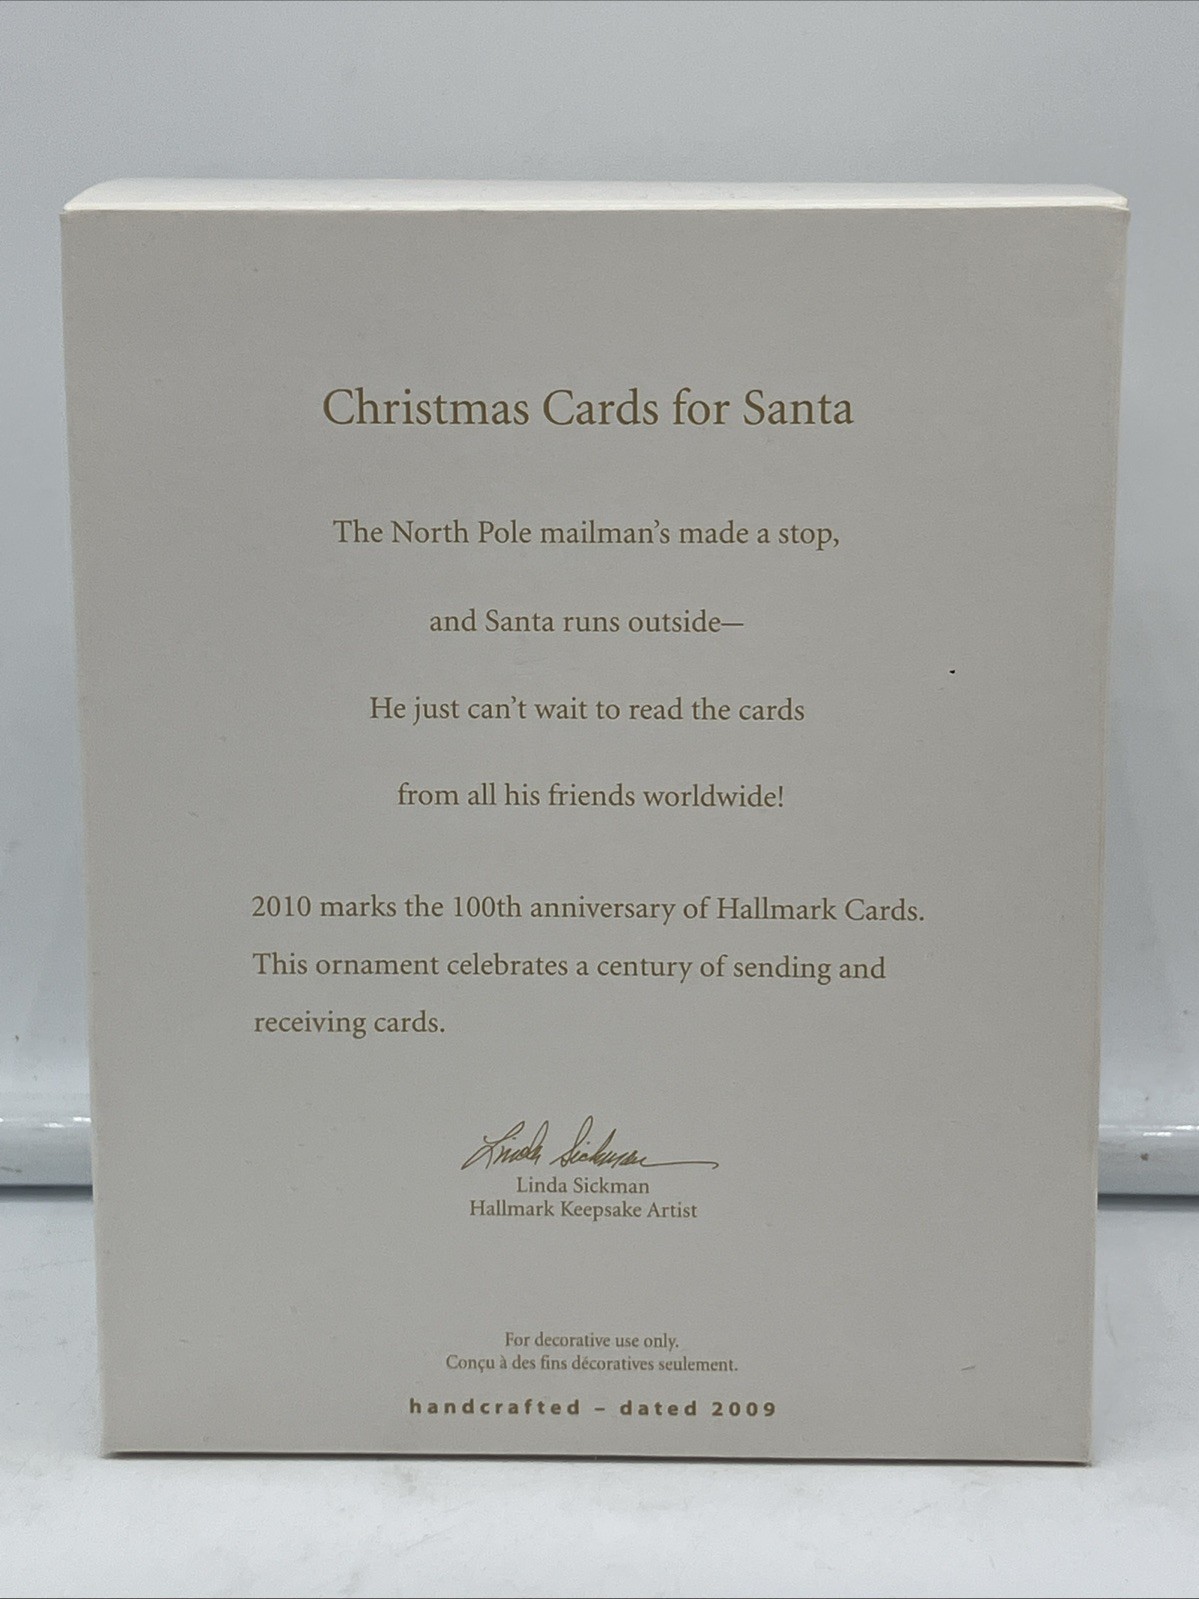 Christmas Cards for Santa
The North Pole mailman's made a stop,
and Santa runs outside—
He just can't wait to read the cards
from all his friends worldwide!
2010 marks the 100th anniversary of Hallmark Cards.
This ornament celebrates a century of sending and
receiving cards.
Linda Sickman
Linda Sickman
Hallmark Keepsake Artist
For decorative use only.
Conçu à des fins décoratives seulement.
handcrafted – dated 2009